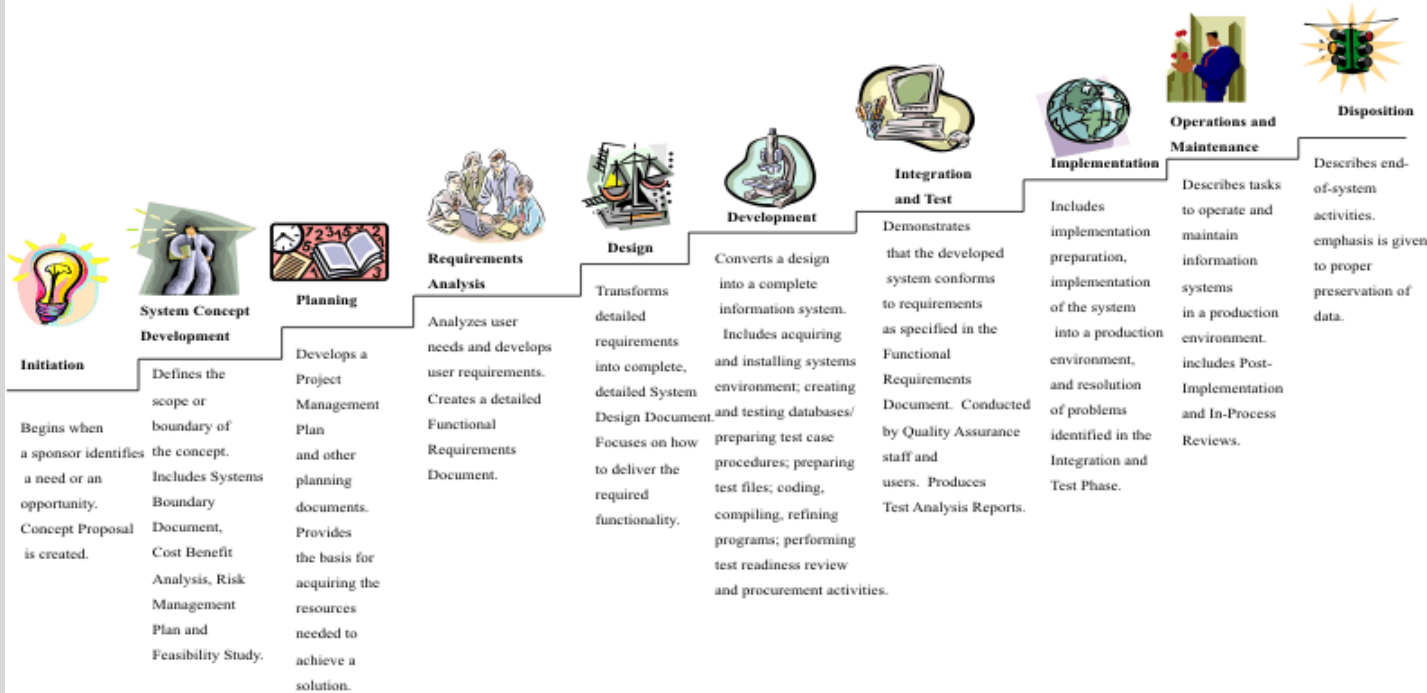 Initiation
Begins when
a sponsor identifies
a need or an
opportunity.
Concept Proposal
is created.
System Concept
Development
Defines the
scope or
boundary of
the concept.
Includes Systems
Boundary
Document,
Cost Benefit
Analysis, Risk
Management
Plan and
Feasibility Study.
Planning
Develops a
Project
Management
Plan
and other
planning
documents.
Provides
the basis for
acquiring the
resources
needed to
achieve a
solution.
Requirements
Analysis
Analyzes user
needs and develops
user requirements.
Creates a detailed
Functional
Requirements
Document.
Design
Transforms
detailed
requirements
into complete,
detailed System
Design Document.
Focuses on how
to deliver the
required
functionality.
Development
Converts a design
into a complete
information system.
Includes acquiring
and installing systems
environment; creating
and testing databases/
preparing test case
procedures; preparing
test files; coding,
compiling, refining
programs; performing
test readiness review
and procurement activities.
Integration
and Test
Demonstrates
that the developed
system conforms
to requirements
as specified in the
Functional
Requirements
Document. Conducted
by Quality Assurance
staff and
users. Produces
Test Analysis Reports.
Implementation
Includes
implementation
preparation,
implementation
of the system
into a production
environment,
and resolution
of problems
identified in the
Integration and
Test Phase.
Operations and
Maintenance
Describes tasks
to operate and
maintain
information
systems
in a production
environment.
includes Post-
Implementation
and In-Process
Reviews.
Disposition
Describes end-
of-system
activities.
emphasis is given
to proper
preservation of
data.